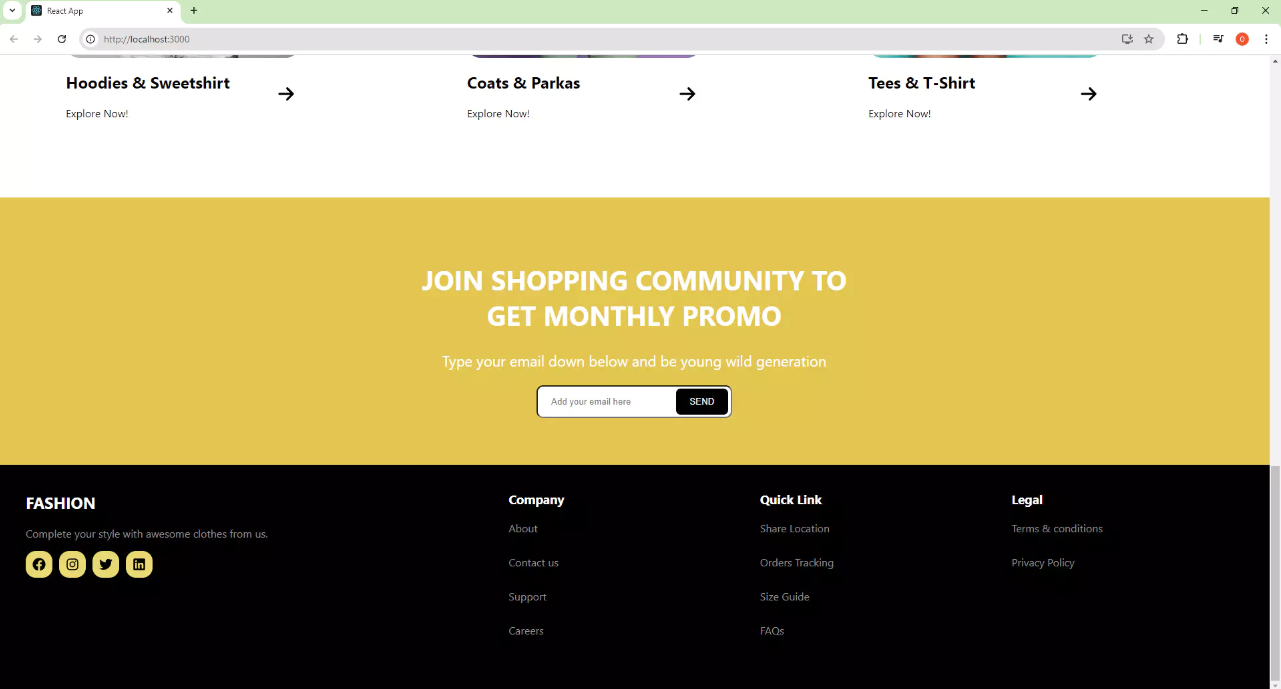 React App
http://localhost:3000
O
Hoodies & Sweetshirt
Explore Now!
Coats & Parkas
Explore Now!
Tees & T-Shirt
Explore Now!
JOIN SHOPPING COMMUNITY TO
GET MONTHLY PROMO
Type your email down below and be young wild generation
Add your email here
SEND
FASHION
Complete your style with awesome clothes from us.
Company
About
Contact us
Support
Careers
Quick Link
Share Location
Orders Tracking
Size Guide
FAQs
Legal
Terms & conditions
Privacy Policy